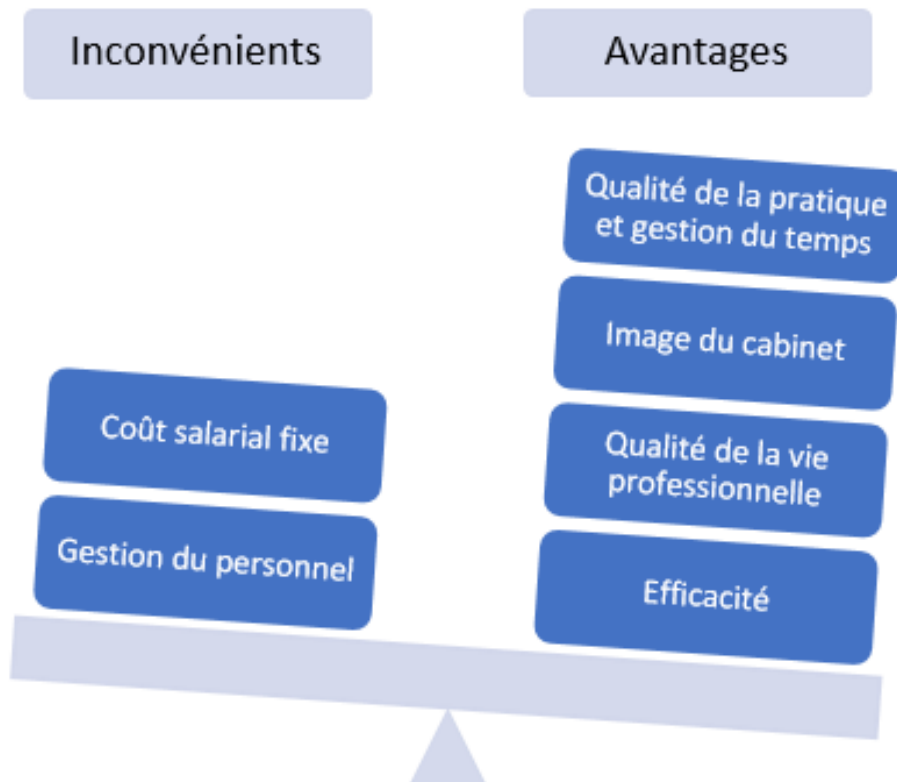 Inconvénients
Avantages
Coût salarial fixe
Gestion du personnel
Qualité de la pratique
et gestion du temps
Image du cabinet
Qualité de la vie
professionnelle
Efficacité